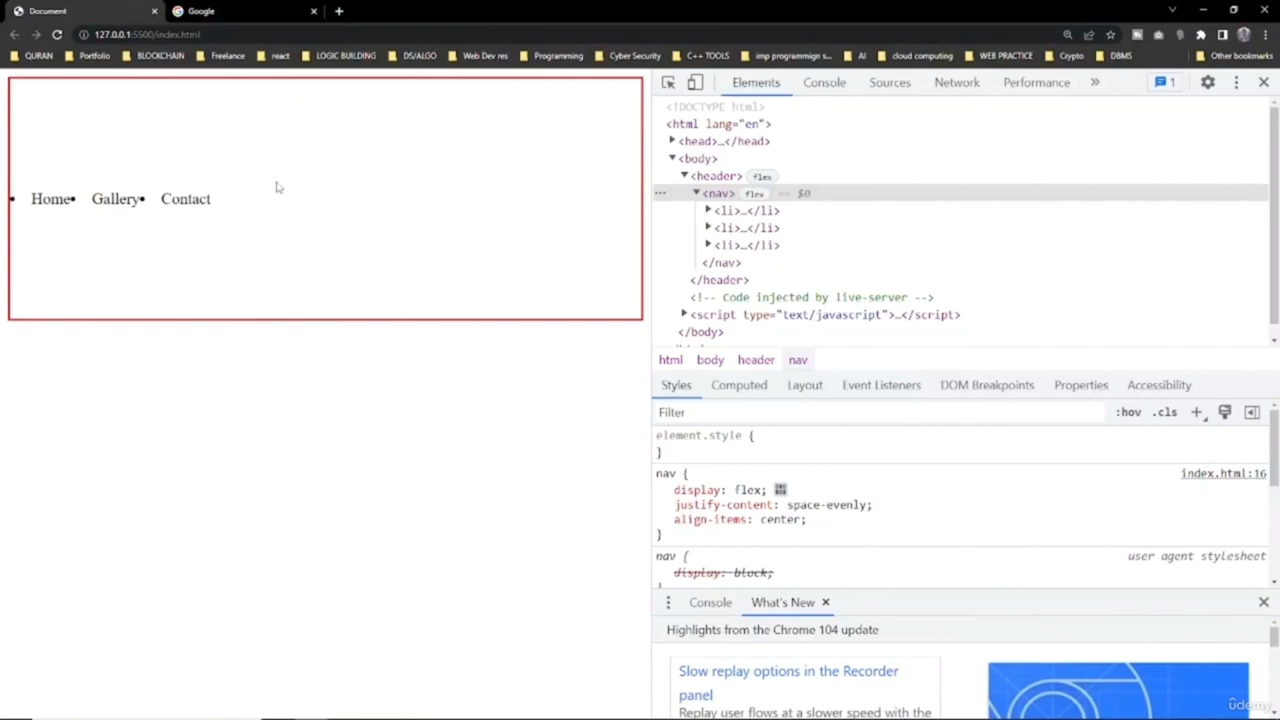 Document
Google
127.0.0.1:5500/index.html
QURAN
Portfolio
BLOCKCHAIN
Freelance
react
LOGIC BUILDING
DS/ALGO
Web Dev res
Programming
Cyber Security
C++ TOOLS
imp programmign s...
AI
cloud computing
WEB PRACTICE
Crypto
DBMS
Other bookmarks
• Home• Gallery• Contact
Elements Console Sources Network Performance » 1
<!DOCTYPE html>
<html lang="en">
<head>…</head>
<body>
<header> flex
… <nav> flex == $0
<li>…</li>
<li>…</li>
<li>…</li>
</nav>
</header>
<!-- Code injected by live-server -->
<script type="text/javascript">…</script>
</body>
html body header nav
Styles Computed Layout Event Listeners DOM Breakpoints Properties Accessibility
Filter :hov .cls +
element.style {
}
nav { index.html:16
display: flex;
justify-content: space-evenly;
align-items: center;
}
nav { user agent stylesheet
display: block;
Console What's New ×
Highlights from the Chrome 104 update
Slow replay options in the Recorder
panel
Replay user flows at a slower speed with the
ûdemy